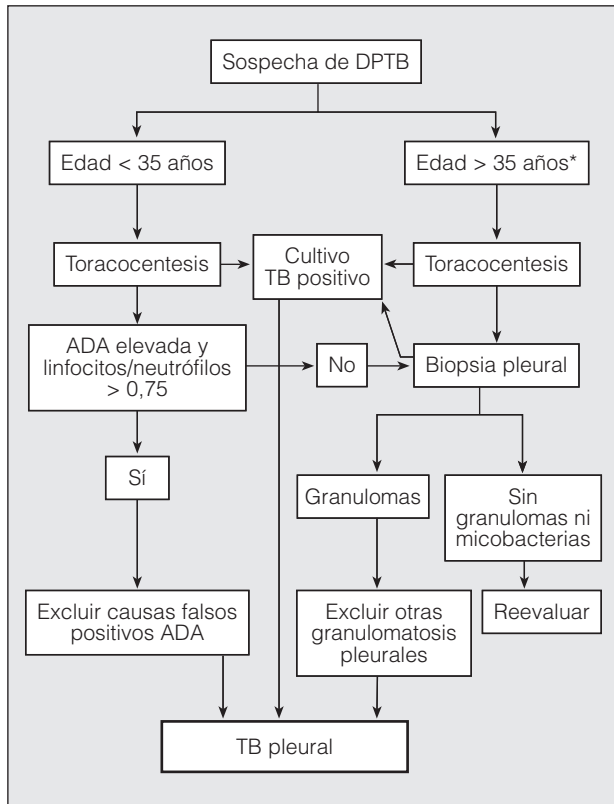 Sospecha de DPTB
Edad < 35 años
Edad > 35 años*
Toracocentesis
Cultivo
TB positivo
Toracocentesis
ADA elevada y
linfocitos/neutrófilos
> 0,75
No
Biopsia pleural
Sí
Granulomas
Sin
granulomas ni
micobacterias
Excluir causas falsos
positivos ADA
Excluir otras
granulomatosis
pleurales
Reevaluar
TB pleural